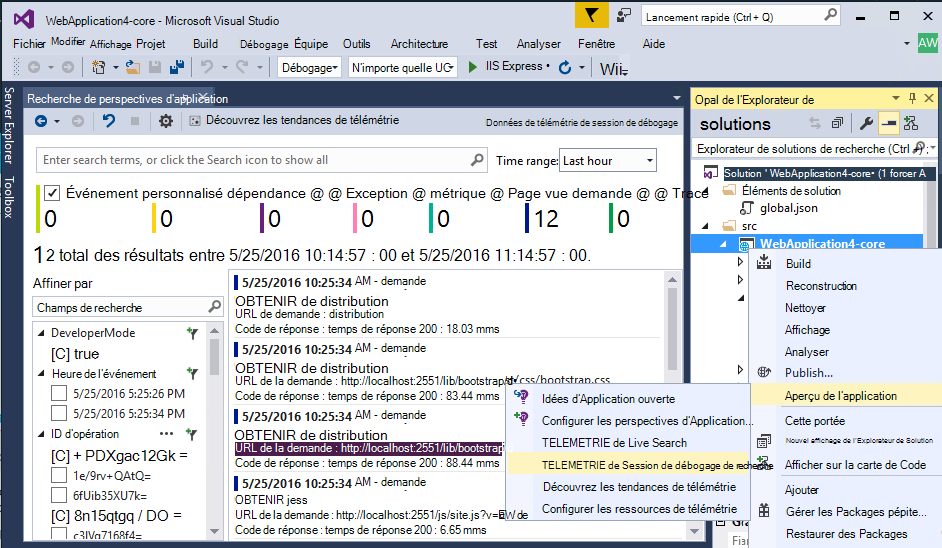 WebApplication4-core - Microsoft Visual Studio
Lancement rapide (Ctrl + Q)
Fichier Modifier Affichage Projet Build Débogage Équipe Outils Architecture Test Analyser Fenêtre Aide
AW
Débogage
N'importe quelle UC
IIS Express
Wii
Server Explorer
Toolbox
Recherche de perspectives d'application
Découvrez les tendances de télémétrie
Données de télémétrie de session de débogage
Enter search terms, or click the Search icon to show all
Time range: Last hour
Événement personnalisé dépendance @ @ Exception @ métrique @ Page vue demande @ @ Trace
0 0 0 0 0 12 0
12 total des résultats entre 5/25/2016 10:14:57 : 00 et 5/25/2016 11:14:57 : 00.
Affiner par
Champs de recherche
DeveloperMode
[C] true
Heure de l'événement
5/25/2016 5:25:26 PM
5/25/2016 5:25:34 PM
ID d'opération
[C] + PDXgac12Gk =
1e/9rv+QAtQ=
6fUib35XU7k=
[C] 8n15qtgq / DO =
c3IVg7168f4=
5/25/2016 10:25:34 AM - demande
OBTENIR de distribution
URL de demande : distribution
Code de réponse : temps de réponse 200 : 18.03 mms
5/25/2016 10:25:34 AM - demande
OBTENIR de distribution
URL de la demande : http://localhost:2551/lib/bootstrap/d /css/bootstrap.css
Code de réponse : temps de réponse 200 : 83.44 mms
5/25/2016 10:25:34 AM - demande
OBTENIR de distribution
URL de la demande : http://localhost:2551/lib/bootstrap
Code de réponse : temps de réponse 200 : 88.44 mms
5/25/2016 10:25:34 AM - demande
OBTENIR jess
URL de la demande : http://localhost:2551/js/site.js?v=EW de
Code de réponse : temps de réponse 200 : 6.65 mms
Idées d'Application ouverte
Configurer les perspectives d'Application...
TELEMETRIE de Live Search
TELEMETRIE de Session de débogage de recherche
Découvrez les tendances de télémétrie
Configurer les ressources de télémétrie
Opal de l'Explorateur de
solutions
Explorateur de solutions de recherche (Ctrl + ;
Solution ' WebApplication4-core• (1 forcer A
Éléments de solution
global.json
src
WebApplication4-core
Build
Reconstruction
Nettoyer
Affichage
Analyser
Publish...
Aperçu de l'application
Cette portée
Nouvel affichage de l'Explorateur de Solution
Afficher sur la carte de Code
Ajouter
Gérer les Packages pépite...
Restaurer des Packages